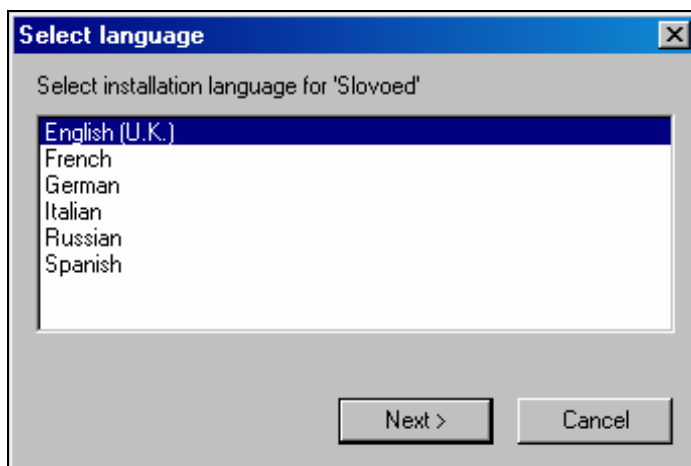 Select language
Select installation language for 'Slovoed'
English (U.K.)
French
German
Italian
Russian
Spanish
Next >
Cancel